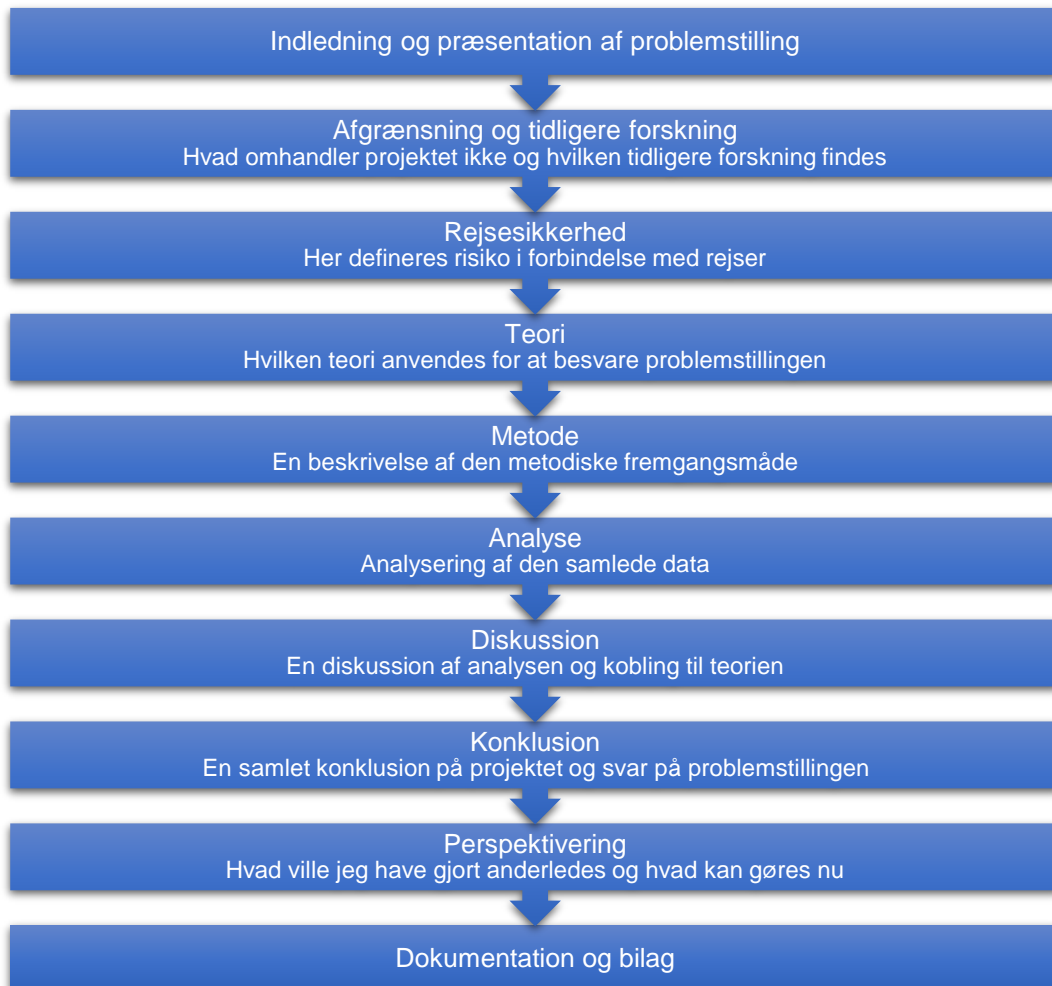 Indledning og præsentation af problemstilling
Afgrænsning og tidligere forskning
Hvad omhandler projektet ikke og hvilken tidligere forskning findes
Rejsesikkerhed
Her defineres risiko i forbindelse med rejser
Teori
Hvilken teori anvendes for at besvare problemstillingen
Metode
En beskrivelse af den metodiske fremgangsmåde
Analyse
Analysering af den samlede data
Diskussion
En diskussion af analysen og kobling til teorien
Konklusion
En samlet konklusion på projektet og svar på problemstillingen
Perspektivering
Hvad ville jeg have gjort anderledes og hvad kan gøres nu
Dokumentation og bilag